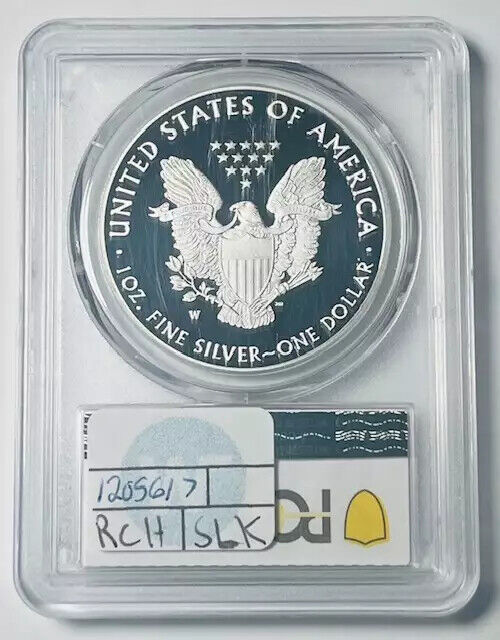 UNITED STATES OF AMERICA
W
1 OZ. FINE SILVER~ONE DOLLAR
1205617
RCH SLK